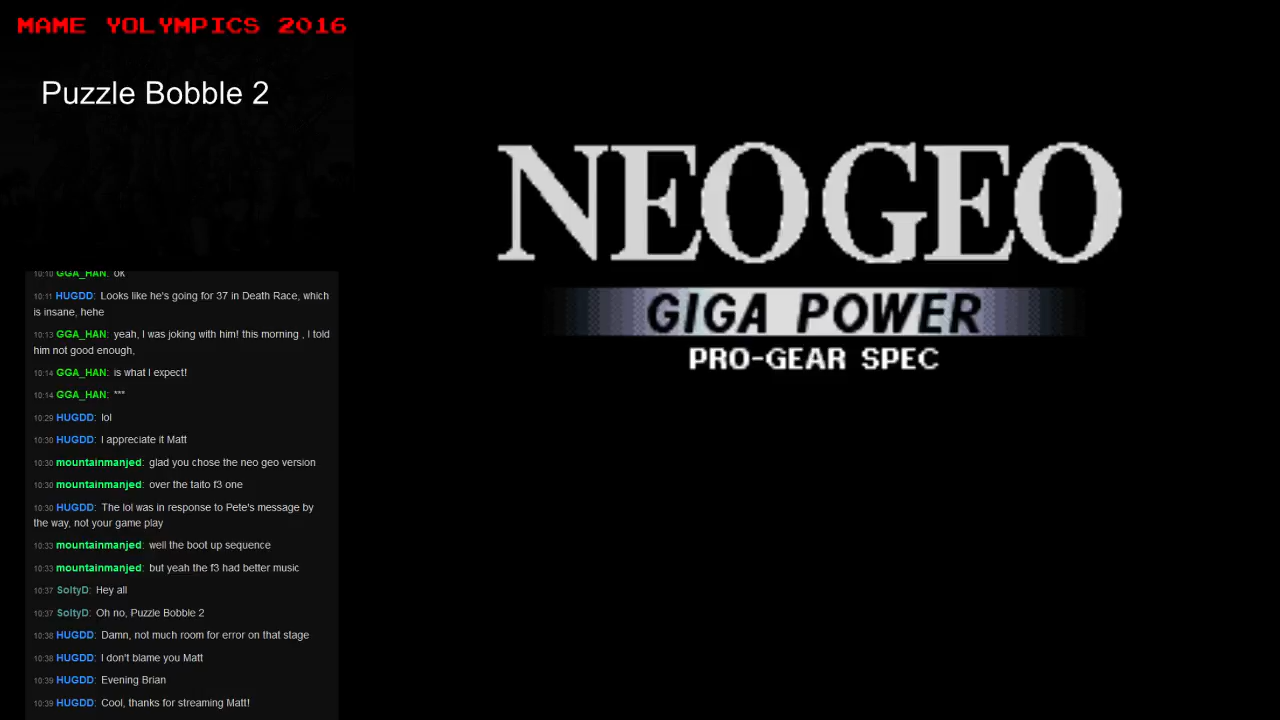 MAME YOLYMPICS 2016
Puzzle Bobble 2
10:10 GGA_HAN: ok
10:11 HUGDD: Looks like he's going for 37 in Death Race, which
is insane, hehe
10:13 GGA_HAN: yeah, I was joking with him! this morning , I told
him not good enough,
10:14 GGA_HAN: is what I expect!
10:14 GGA_HAN: ***
10:29 HUGDD: lol
10:30 HUGDD: I appreciate it Matt
10:30 mountainmanjed: glad you chose the neo geo version
10:30 mountainmanjed: over the taito f3 one
10:30 HUGDD: The lol was in response to Pete's message by
the way, not your game play
10:33 mountainmanjed: well the boot up sequence
10:33 mountainmanjed: but yeah the f3 had better music
10:37 SoltyD: Hey all
10:37 SoltyD: Oh no, Puzzle Bobble 2
10:38 HUGDD: Damn, not much room for error on that stage
10:38 HUGDD: I don't blame you Matt
10:39 HUGDD: Evening Brian
10:39 HUGDD: Cool, thanks for streaming Matt!
NEOGEO
GIGA POWER
PRO-GEAR SPEC